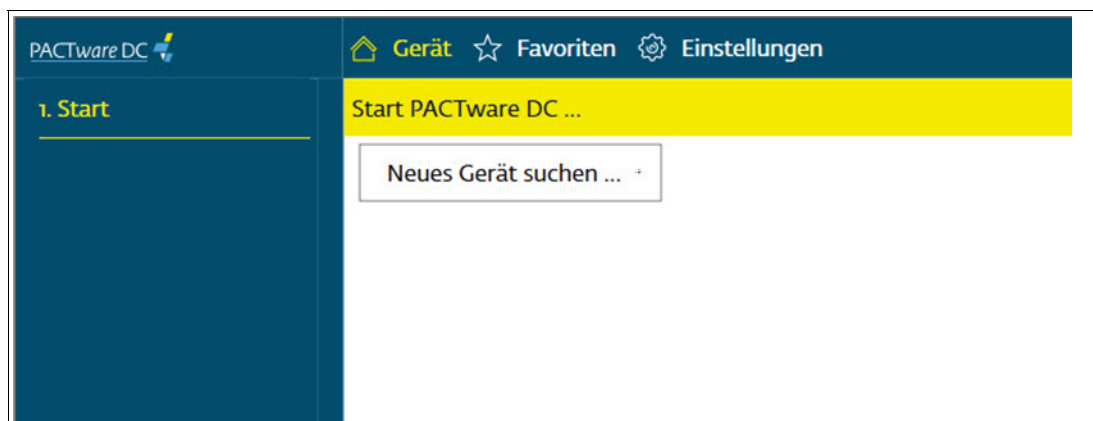 PACTware DC
Gerät Favoriten Einstellungen
1. Start
Start PACTware DC ...
Neues Gerät suchen ...